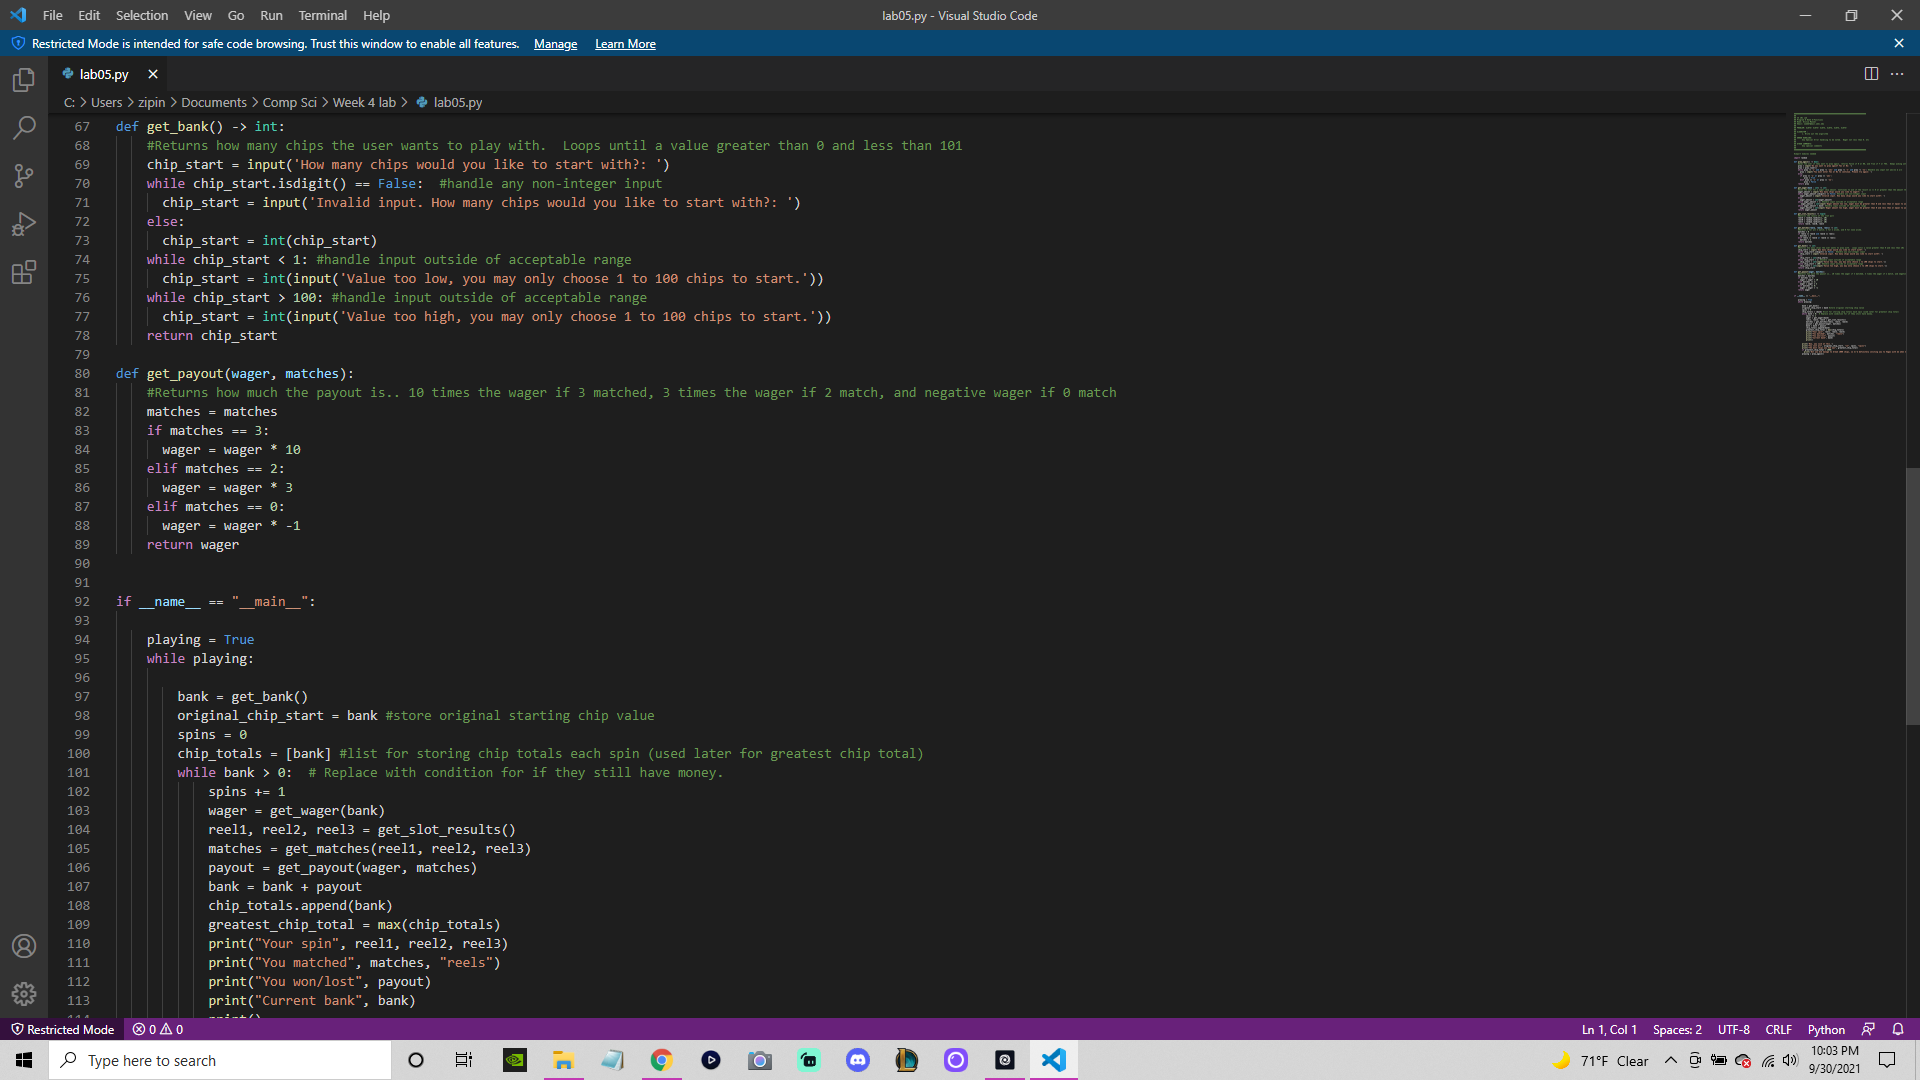 File Edit Selection View Go Run Terminal Help lab05.py - Visual Studio Code
Restricted Mode is intended for safe code browsing. Trust this window to enable all features. Manage Learn More
lab05.py
C: > Users > zipin > Documents > Comp Sci > Week 4 lab > lab05.py
67 def get_bank() -> int:
68 #Returns how many chips the user wants to play with.  Loops until a value greater than 0 and less than 101
69 chip_start = input('How many chips would you like to start with?: ')
70 while chip_start.isdigit() == False:  #handle any non-integer input
71 chip_start = input('Invalid input. How many chips would you like to start with?: ')
72 else:
73 chip_start = int(chip_start)
74 while chip_start < 1: #handle input outside of acceptable range
75 chip_start = int(input('Value too low, you may only choose 1 to 100 chips to start.'))
76 while chip_start > 100: #handle input outside of acceptable range
77 chip_start = int(input('Value too high, you may only choose 1 to 100 chips to start.'))
78 return chip_start
79
80 def get_payout(wager, matches):
81 #Returns how much the payout is.. 10 times the wager if 3 matched, 3 times the wager if 2 match, and negative wager if 0 match
82 matches = matches
83 if matches == 3:
84 wager = wager * 10
85 elif matches == 2:
86 wager = wager * 3
87 elif matches == 0:
88 wager = wager * -1
89 return wager
90
91
92 if __name__ == "__main__":
93
94 playing = True
95 while playing:
96
97 bank = get_bank()
98 original_chip_start = bank #store original starting chip value
99 spins = 0
100 chip_totals = [bank] #list for storing chip totals each spin (used later for greatest chip total)
101 while bank > 0:  # Replace with condition for if they still have money.
102 spins += 1
103 wager = get_wager(bank)
104 reel1, reel2, reel3 = get_slot_results()
105 matches = get_matches(reel1, reel2, reel3)
106 payout = get_payout(wager, matches)
107 bank = bank + payout
108 chip_totals.append(bank)
109 greatest_chip_total = max(chip_totals)
110 print("Your spin", reel1, reel2, reel3)
111 print("You matched", matches, "reels")
112 print("You won/lost", payout)
113 print("Current bank", bank)
114 print()
Restricted Mode 0 0 Ln 1, Col 1 Spaces: 2 UTF-8 CRLF Python
Type here to search 71°F Clear 10:03 PM
9/30/2021